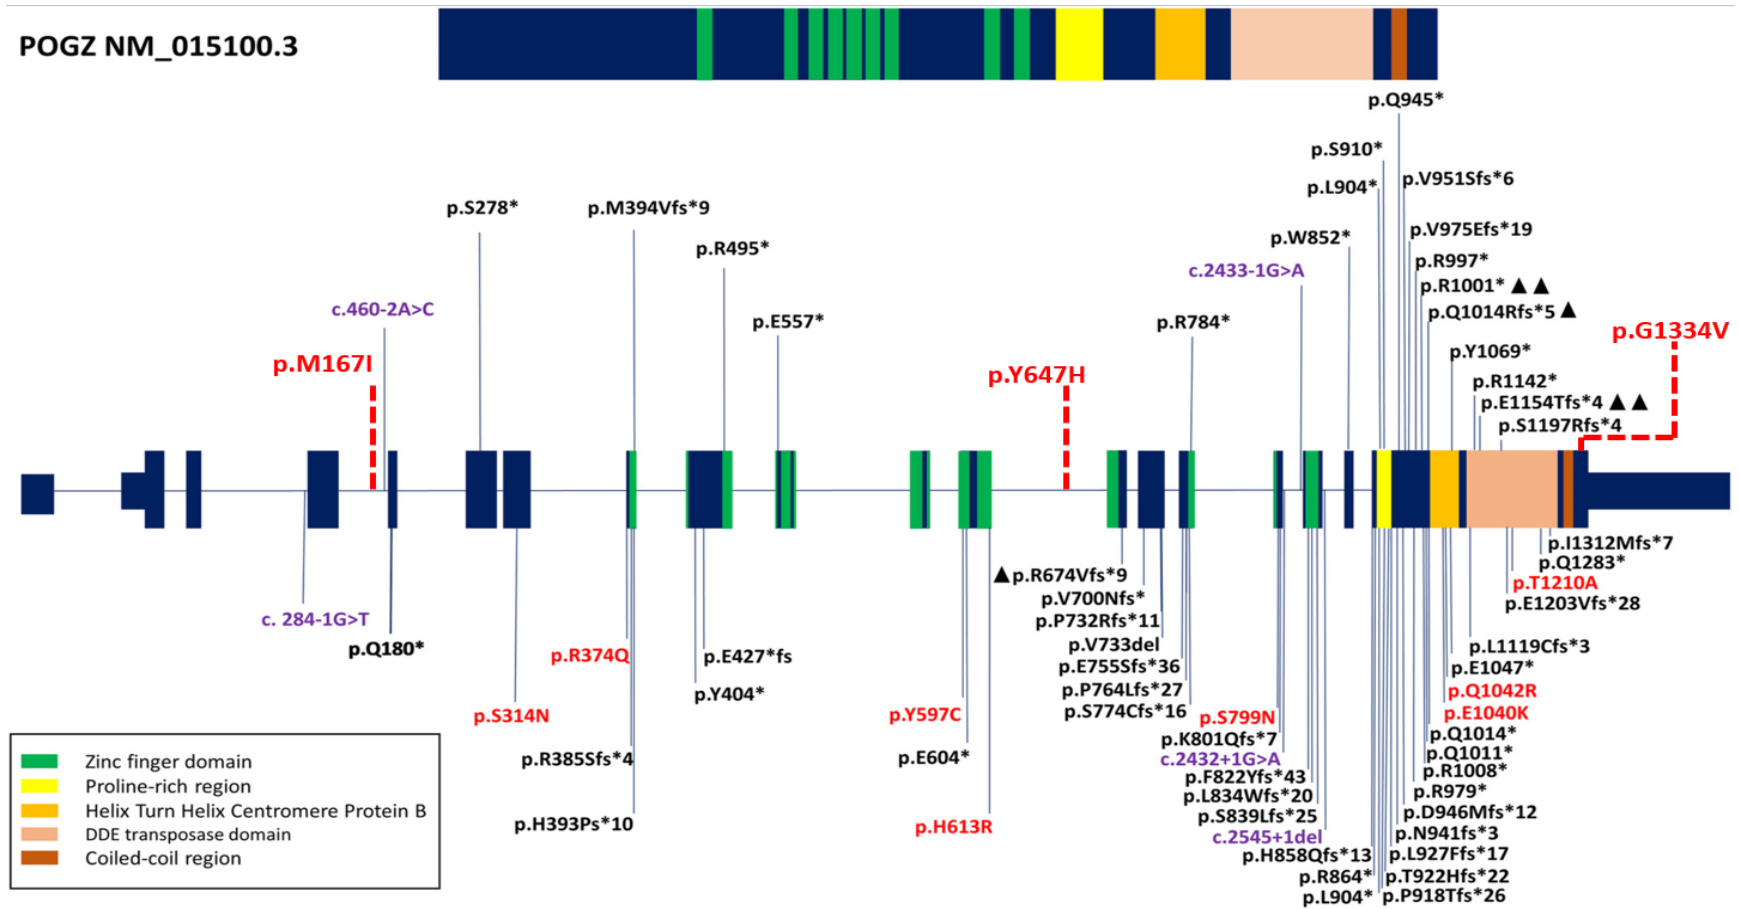 POGZ NM_015100.3
p.Q945*
p.S910*
p.L904*
p.V951Sfs*6
p.S278*
p.M394Vfs*9
p.R495*
p.W852*
p.V975Efs*19
p.R997*
c.2433-1G>A
p.R1001* ▲ ▲
c.460-2A>C
p.E557*
p.R784*
p.Q1014Rfs*5 ▲
p.G1334V
p.M167I
p.Y647H
p.Y1069*
p.R1142*
p.E1154Tfs*4 ▲ ▲
p.S1197Rfs*4
p.I1312Mfs*7
p.Q1283*
▲ p.R674Vfs*9
p.T1210A
p.V700Nfs*
p.E1203Vfs*28
c. 284-1G>T
p.P732Rfs*11
p.Q180*
p.V733del
p.L1119Cfs*3
p.R374Q
p.E427*fs
p.E755Sfs*36
p.E1047*
p.Y404*
p.P764Lfs*27
p.Q1042R
p.S314N
p.Y597C
p.S774Cfs*16
p.S799N
p.E1040K
p.Q1014*
p.K801Qfs*7
p.Q1011*
p.R385Sfs*4
p.E604*
c.2432+1G>A
p.R1008*
p.F822Yfs*43
p.R979*
p.L834Wfs*20
p.D946Mfs*12
p.S839Lfs*25
p.H393Ps*10
p.H613R
c.2545+1del
p.N941fs*3
p.H858Qfs*13
p.L927Ffs*17
p.R864*
p.T922Hfs*22
p.L904*
p.P918Tfs*26
Zinc finger domain
Proline-rich region
Helix Turn Helix Centromere Protein B
DDE transposase domain
Coiled-coil region